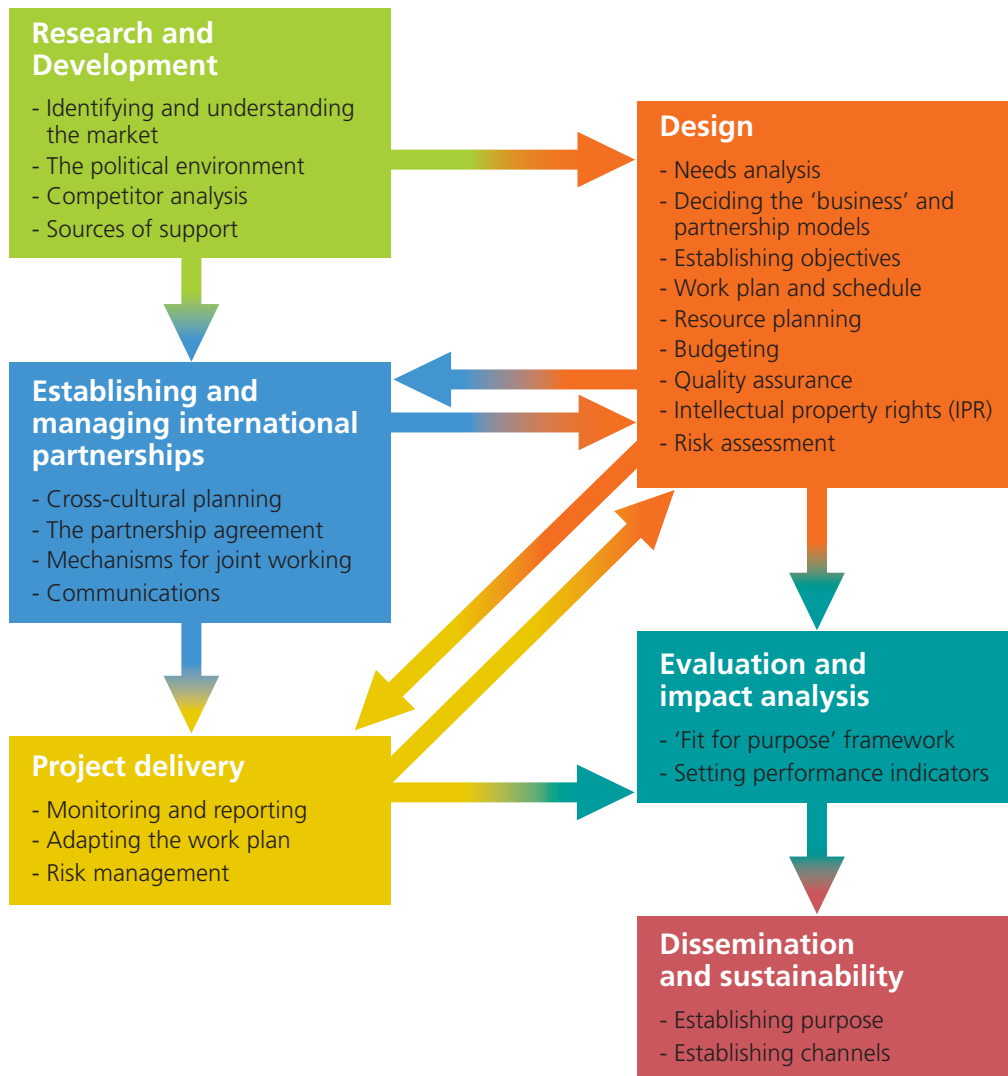 Research and
Development
- Identifying and understanding
the market
- The political environment
- Competitor analysis
- Sources of support
Design
- Needs analysis
- Deciding the ‘business’ and
partnership models
- Establishing objectives
- Work plan and schedule
- Resource planning
- Budgeting
- Quality assurance
- Intellectual property rights (IPR)
- Risk assessment
Establishing and
managing international
partnerships
- Cross-cultural planning
- The partnership agreement
- Mechanisms for joint working
- Communications
Project delivery
- Monitoring and reporting
- Adapting the work plan
- Risk management
Evaluation and
impact analysis
- ‘Fit for purpose’ framework
- Setting performance indicators
Dissemination
and sustainability
- Establishing purpose
- Establishing channels